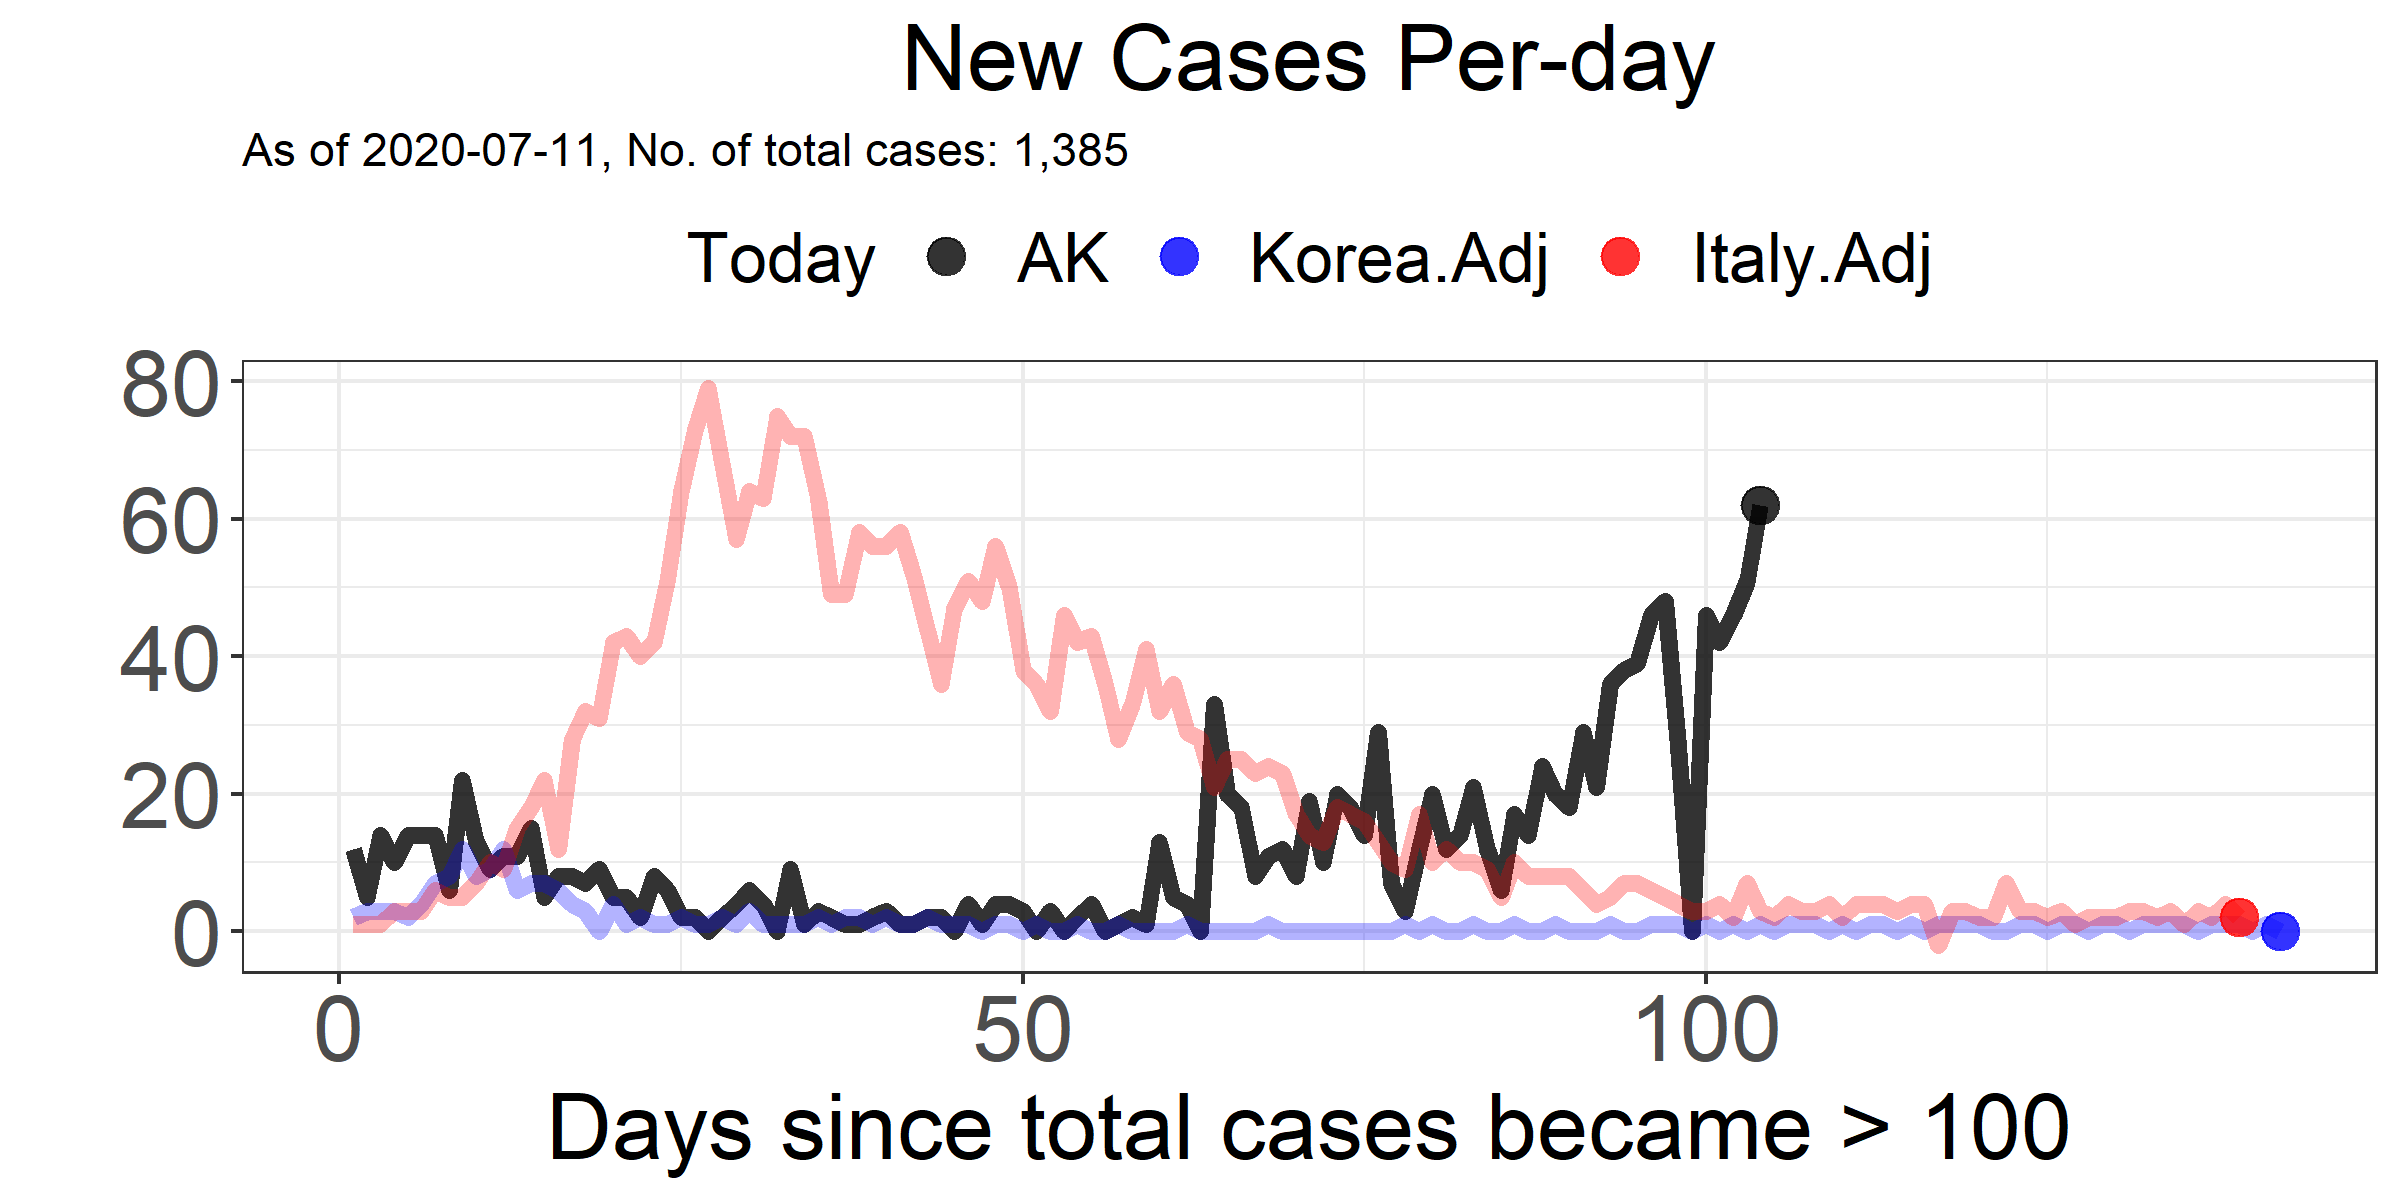 New Cases Per-day
As of 2020-07-11, No. of total cases: 1,385
Today AK Korea.Adj Italy.Adj
80
60
40
20
0
0 50 100
Days since total cases became > 100